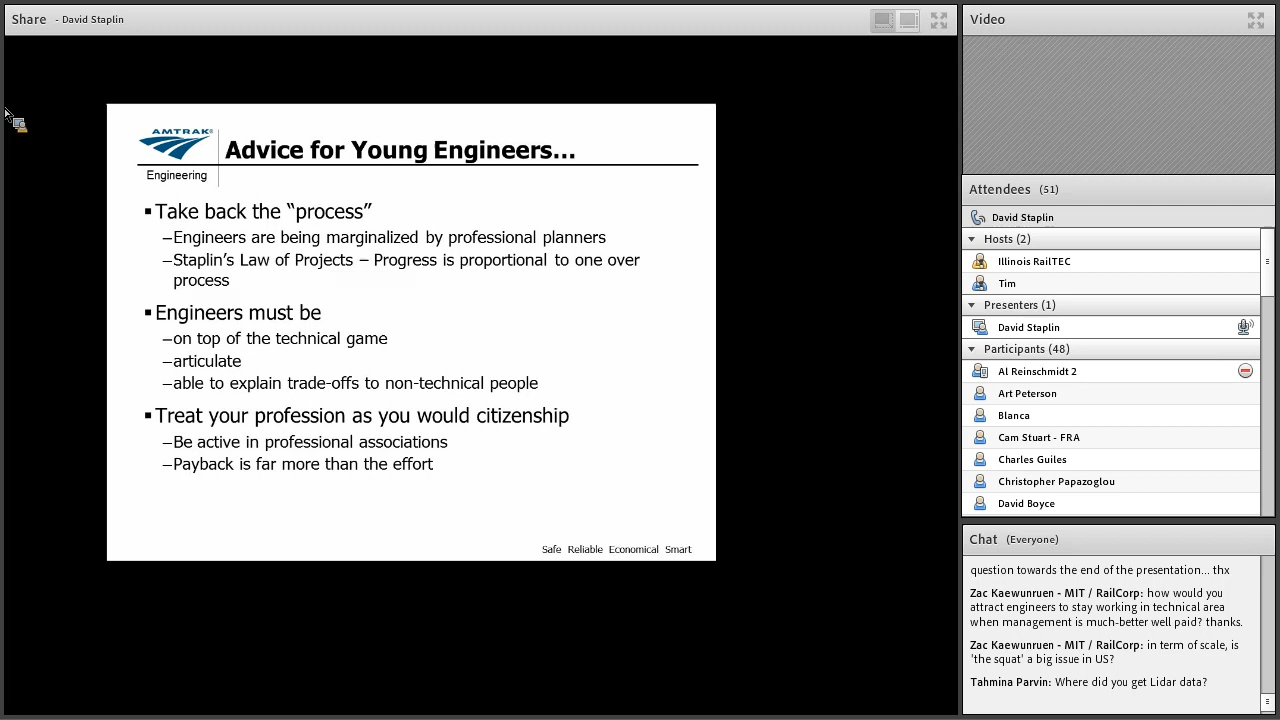 Share - David Staplin
AMTRAK®
Engineering
Advice for Young Engineers...
▪Take back the “process”
–Engineers are being marginalized by professional planners
–Staplin’s Law of Projects – Progress is proportional to one over
process
▪Engineers must be
–on top of the technical game
–articulate
–able to explain trade-offs to non-technical people
▪Treat your profession as you would citizenship
–Be active in professional associations
–Payback is far more than the effort
Safe Reliable Economical Smart
Video
Attendees (51)
David Staplin
Hosts (2)
Illinois RailTEC
Tim
Presenters (1)
David Staplin
Participants (48)
Al Reinschmidt 2
Art Peterson
Blanca
Cam Stuart - FRA
Charles Guiles
Christopher Papazoglou
David Boyce
Chat (Everyone)
question towards the end of the presentation... thx
Zac Kaewunruen - MIT / RailCorp: how would you
attract engineers to stay working in technical area
when management is much-better well paid? thanks.
Zac Kaewunruen - MIT / RailCorp: in term of scale, is
'the squat' a big issue in US?
Tahmina Parvin: Where did you get Lidar data?